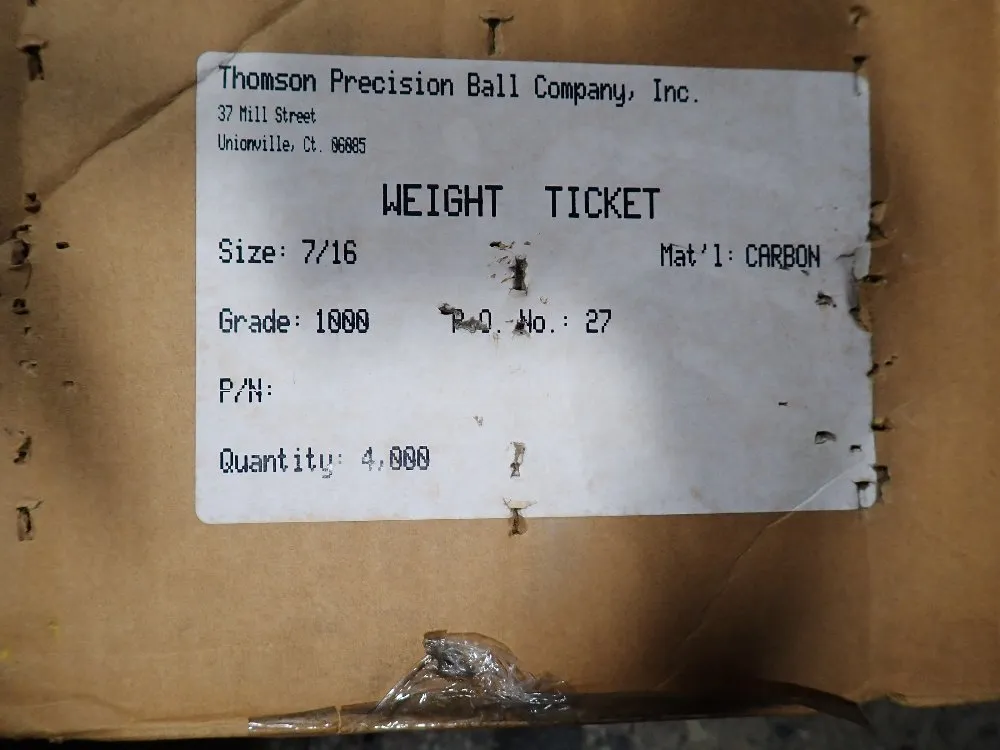 Thomson Precision Ball Company, Inc.
37 Mill Street
Unionville, Ct. 06085
WEIGHT TICKET
Size: 7/16 Mat'l: CARBON
Grade: 1000 P.O. No.: 27
P/N:
Quantity: 4,000